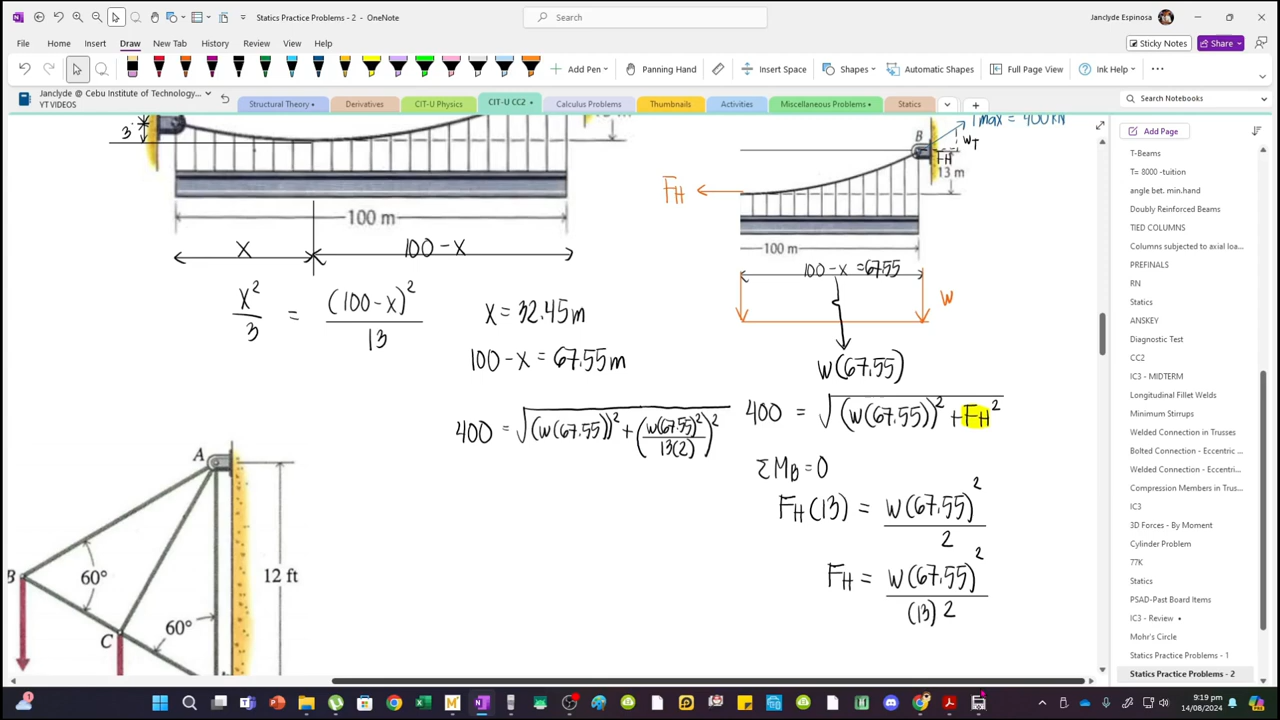 Statics Practice Problems - 2 - OneNote
Search
Janclyde Espinosa
File Home Insert Draw New Tab History Review View Help
Sticky Notes
Share
Add Pen
Panning Hand
Insert Space
Shapes
Automatic Shapes
Full Page View
Ink Help
Janclyde @ Cebu Institute of Technology...
YT VIDEOS
Structural Theory
Derivatives
CIT-U Physics
CIT-U CC2
Calculus Problems
Thumbnails
Activities
Miscellaneous Problems
Statics
Search Notebooks
3
100 m
X
100-X
X² / 3 = (100-X)² / 13
X = 32.45m
100-X = 67.55m
400 = √((W(67.55))² + (W(67.55)² / 13(2))²)
Tmax = 400 KN
B
WT
FH
13 m
FH
100 m
100-X = 67.55
W
W(67.55)
400 = √((W(67.55))² + FH²)
ΣMB = 0
FH(13) = W(67.55)² / 2
FH = W(67.55)² / (13) 2
A
B
60°
12 ft
60°
C
Add Page
T-Beams
T= 8000 -tuition
angle bet. min.hand
Doubly Reinforced Beams
TIED COLUMNS
Columns subjected to axial loa...
PREFINALS
RN
Statics
ANSKEY
Diagnostic Test
CC2
IC3 - MIDTERM
Longitudinal Fillet Welds
Minimum Stirrups
Welded Connection in Trusses
Bolted Connection - Eccentric ...
Welded Connection - Eccentri...
Compression Members in Trus...
IC3
3D Forces - By Moment
Cylinder Problem
77K
Statics
PSAD-Past Board Items
IC3 - Review
Mohr's Circle
Statics Practice Problems - 1
Statics Practice Problems - 2
9:19 pm
14/08/2024